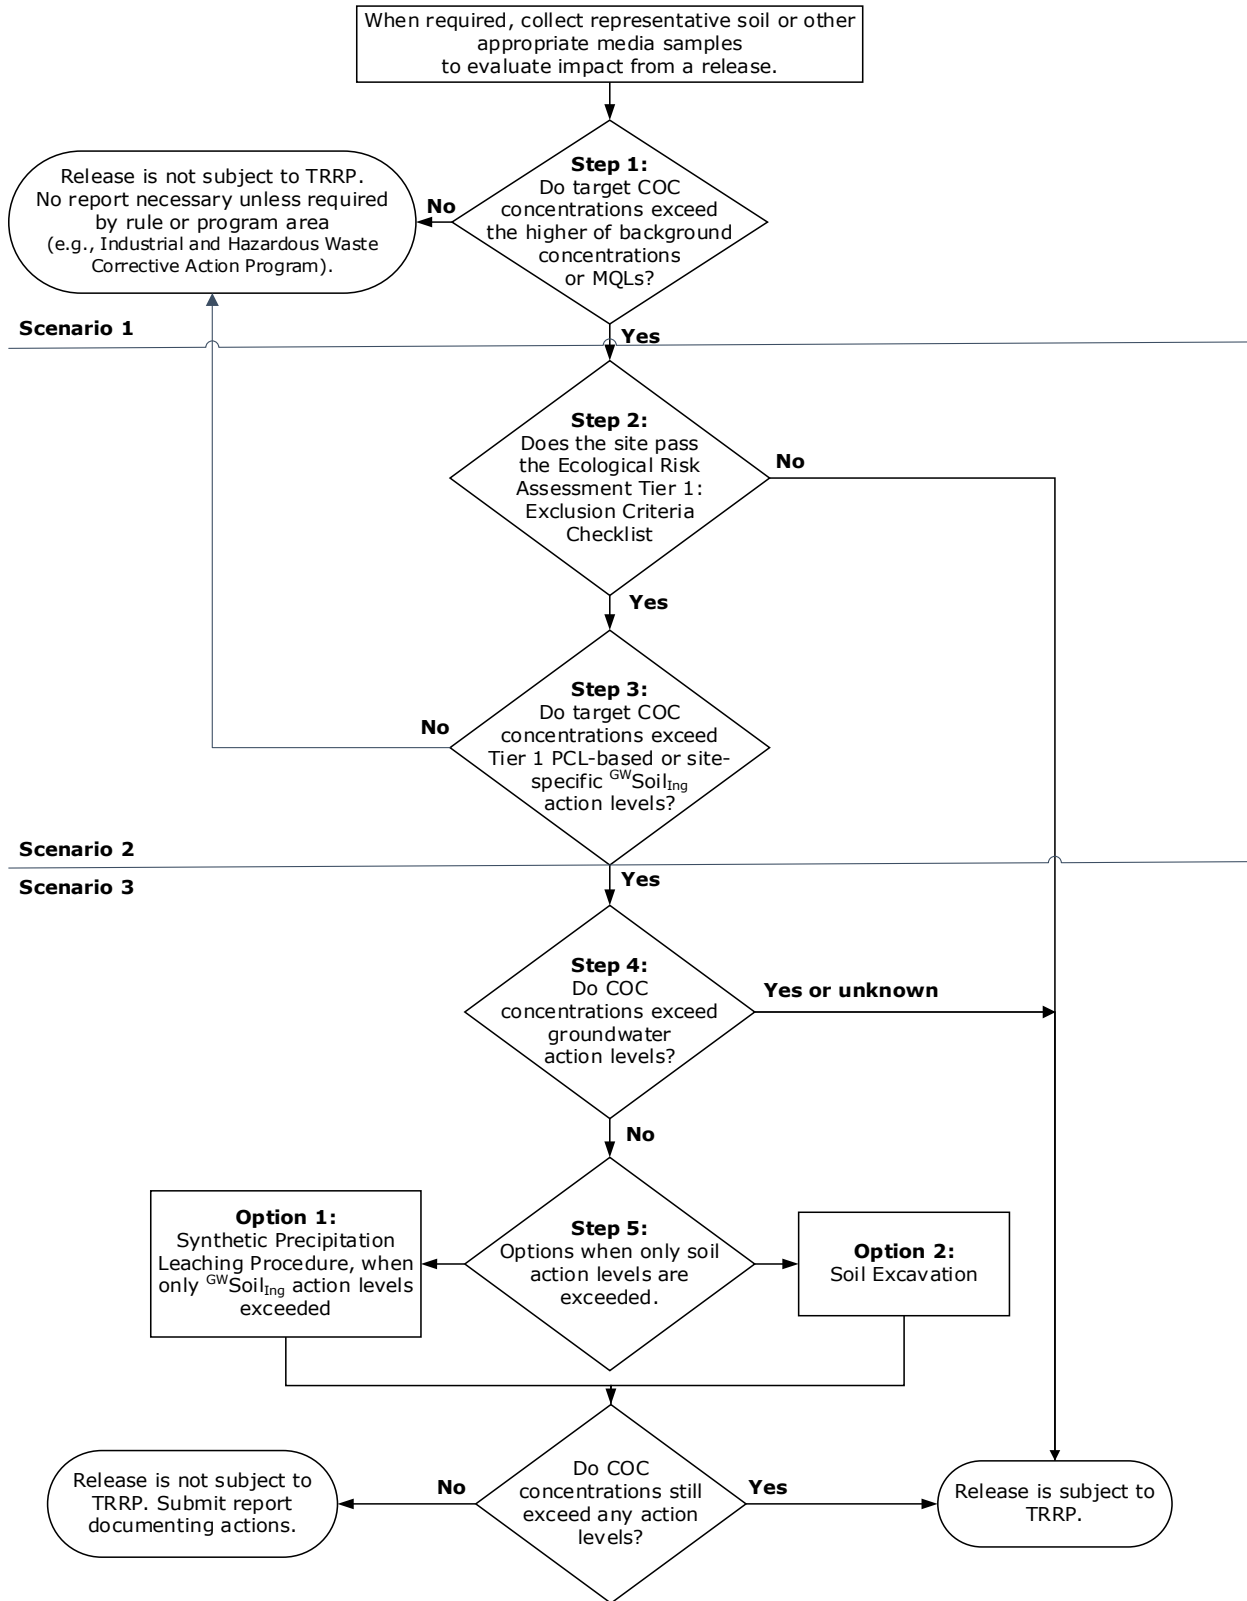 When required, collect representative soil or other
appropriate media samples
to evaluate impact from a release.
Step 1:
Do target COC
concentrations exceed
the higher of background
concentrations
or MQLs?
No
Release is not subject to TRRP.
No report necessary unless required
by rule or program area
(e.g., Industrial and Hazardous Waste
Corrective Action Program).
Scenario 1
Yes
Step 2:
Does the site pass
the Ecological Risk
Assessment Tier 1:
Exclusion Criteria
Checklist
No
Yes
Step 3:
Do target COC
concentrations exceed
Tier 1 PCL-based or site-
specific GWSoilIng
action levels?
No
Scenario 2
Scenario 3
Yes
Step 4:
Do COC
concentrations exceed
groundwater
action levels?
Yes or unknown
No
Option 1:
Synthetic Precipitation
Leaching Procedure, when
only GWSoilIng action levels
exceeded
Step 5:
Options when only soil
action levels are
exceeded.
Option 2:
Soil Excavation
Release is not subject to
TRRP. Submit report
documenting actions.
No
Do COC
concentrations still
exceed any action
levels?
Yes
Release is subject to
TRRP.